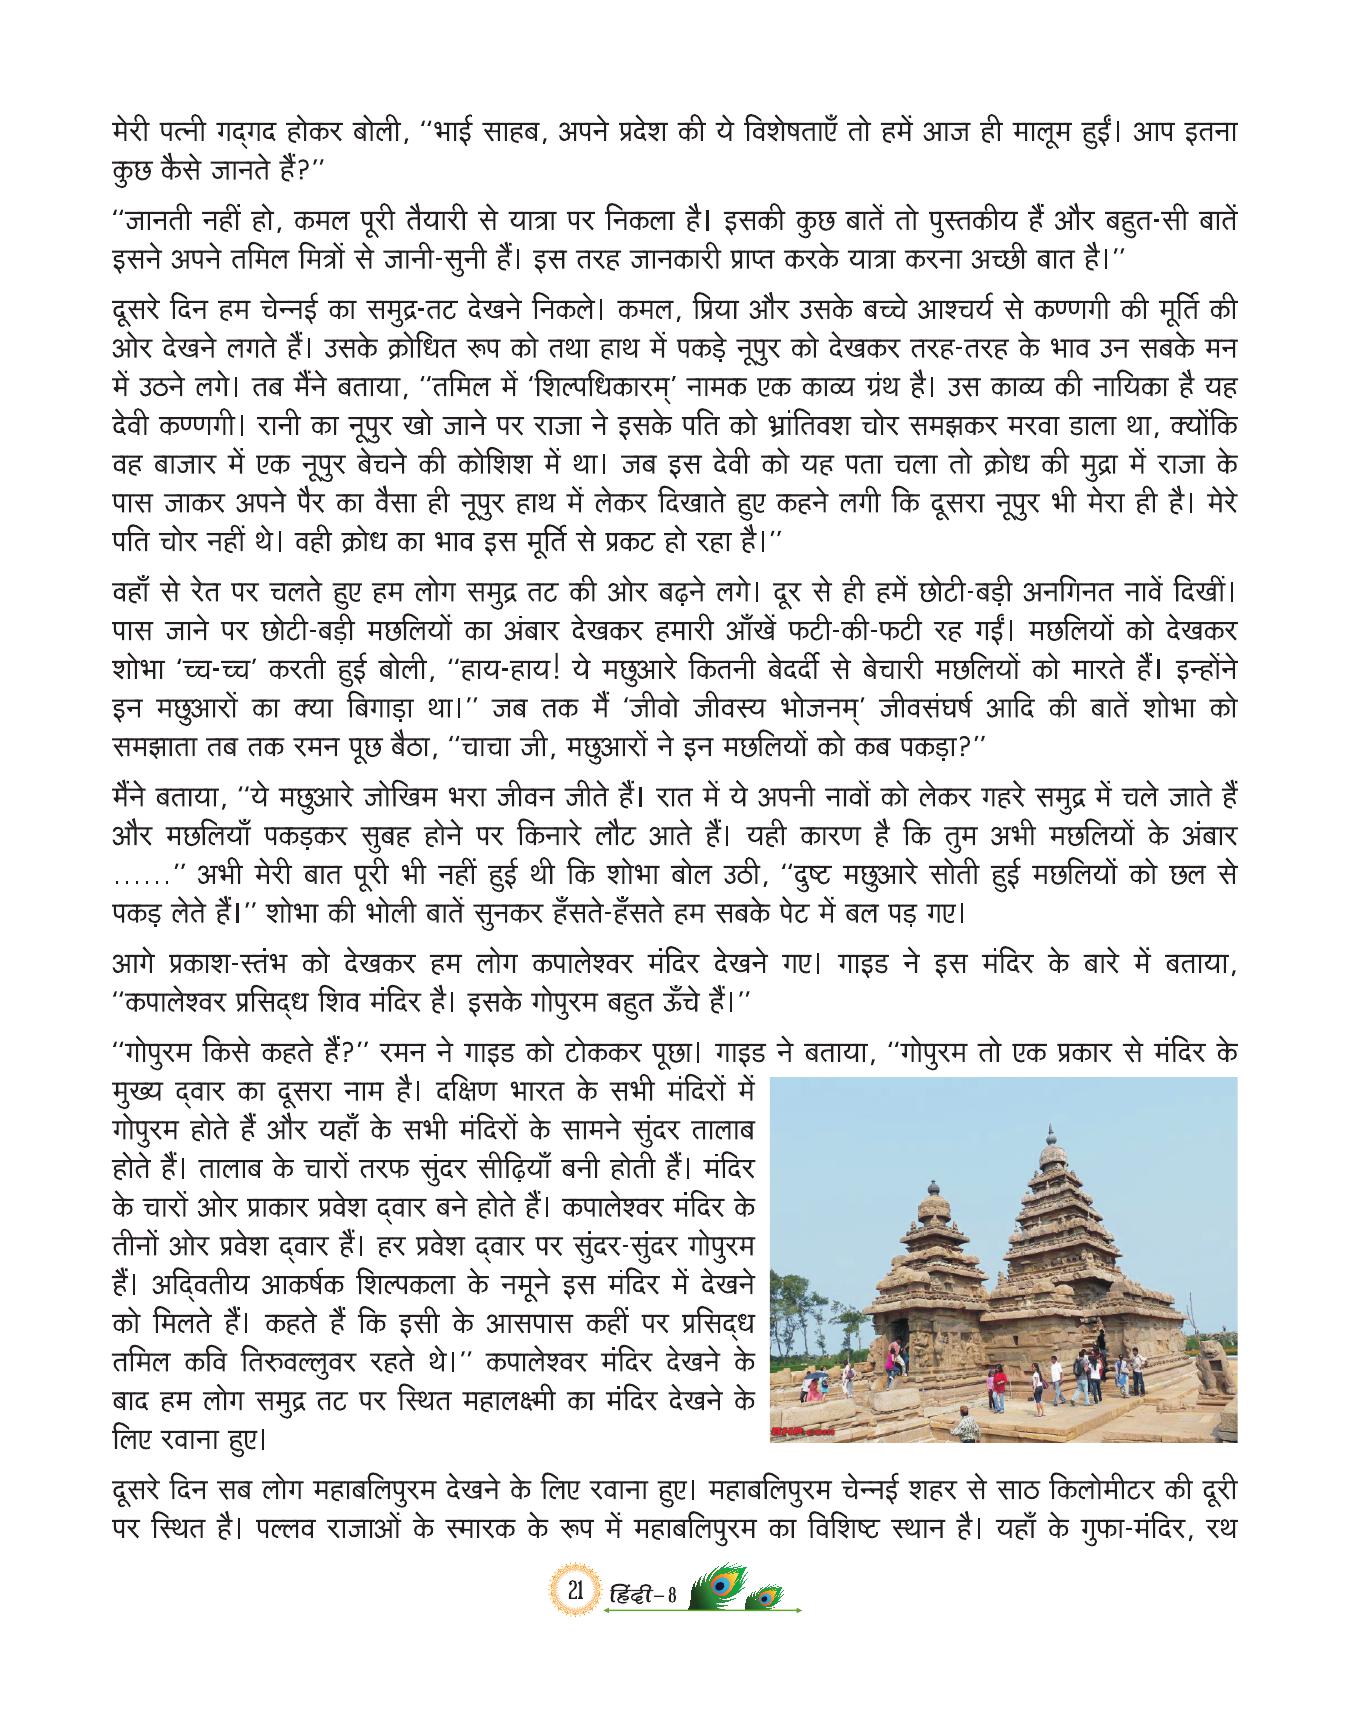 मेरी पत्नी गद्‌गद होकर बोली, ‘‘भाई साहब, अपने प्रदेश की ये विशेषताएँ तो हमें आज ही मालूम हुईं। आप इतना
कुछ कैसे जानते हैं?’’
‘‘जानती नहीं हो, कमल पूरी तैयारी से यात्रा पर निकला है। इसकी कुछ बातें तो पुस्तकीय हैं और बहुत-सी बातें
इसने अपने तमिल मित्रों से जानी-सुनी हैं। इस तरह जानकारी प्राप्त करके यात्रा करना अच्छी बात है।’’
दूसरे दिन हम चेन्नई का समुद्र-तट देखने निकले। कमल, प्रिया और उसके बच्चे आश्चर्य से कण्णगी की मूर्ति की
ओर देखने लगते हैं। उसके क्रोधित रूप को तथा हाथ में पकड़े नूपुर को देखकर तरह-तरह के भाव उन सबके मन
में उठने लगे। तब मैंने बताया, ‘‘तमिल में ‘शिल्पधिकारम्’ नामक एक काव्य ग्रंथ है। उस काव्य की नायिका है यह
देवी कण्णगी। रानी का नूपुर खो जाने पर राजा ने इसके पति को भ्रांतिवश चोर समझकर मरवा डाला था, क्योंकि
वह बाजार में एक नूपुर बेचने की कोशिश में था। जब इस देवी को यह पता चला तो क्रोध की मुद्रा में राजा के
पास जाकर अपने पैर का वैसा ही नूपुर हाथ में लेकर दिखाते हुए कहने लगी कि दूसरा नूपुर भी मेरा ही है। मेरे
पति चोर नहीं थे। वही क्रोध का भाव इस मूर्ति से प्रकट हो रहा है।’’
वहाँ से रेत पर चलते हुए हम लोग समुद्र तट की ओर बढ़ने लगे। दूर से ही हमें छोटी-बड़ी अनगिनत नावें दिखीं।
पास जाने पर छोटी-बड़ी मछलियों का अंबार देखकर हमारी आँखें फटी-की-फटी रह गईं। मछलियों को देखकर
शोभा ‘च्च-च्च’ करती हुई बोली, ‘‘हाय-हाय! ये मछुआरे कितनी बेदर्दी से बेचारी मछलियों को मारते हैं। इन्होंने
इन मछुआरों का क्या बिगाड़ा था।’’ जब तक मैं ‘जीवो जीवस्य भोजनम्’ जीवसंघर्ष आदि की बातें शोभा को
समझाता तब तक रमन पूछ बैठा, ‘‘चाचा जी, मछुआरों ने इन मछलियों को कब पकड़ा?’’
मैंने बताया, ‘‘ये मछुआरे जोखिम भरा जीवन जीते हैं। रात में ये अपनी नावों को लेकर गहरे समुद्र में चले जाते हैं
और मछलियाँ पकड़कर सुबह होने पर किनारे लौट आते हैं। यही कारण है कि तुम अभी मछलियों के अंबार
......’’ अभी मेरी बात पूरी भी नहीं हुई थी कि शोभा बोल उठी, ‘‘दुष्ट मछुआरे सोती हुई मछलियों को छल से
पकड़ लेते हैं।’’ शोभा की भोली बातें सुनकर हँसते-हँसते हम सबके पेट में बल पड़ गए।
आगे प्रकाश-स्तंभ को देखकर हम लोग कपालेश्वर मंदिर देखने गए। गाइड ने इस मंदिर के बारे में बताया,
‘‘कपालेश्वर प्रसिद्‌ध शिव मंदिर है। इसके गोपुरम बहुत ऊँचे हैं।’’
‘‘गोपुरम किसे कहते हैं?’’ रमन ने गाइड को टोककर पूछा। गाइड ने बताया, ‘‘गोपुरम तो एक प्रकार से मंदिर के
मुख्य द्‌वार का दूसरा नाम है। दक्षिण भारत के सभी मंदिरों में
गोपुरम होते हैं और यहाँ के सभी मंदिरों के सामने सुंदर तालाब
होते हैं। तालाब के चारों तरफ सुंदर सीढ़ियाँ बनी होती हैं। मंदिर
के चारों ओर प्राकार प्रवेश द्‌वार बने होते हैं। कपालेश्वर मंदिर के
तीनों ओर प्रवेश द्‌वार हैं। हर प्रवेश द्‌वार पर सुंदर-सुंदर गोपुरम
हैं। अद्‌वितीय आकर्षक शिल्पकला के नमूने इस मंदिर में देखने
को मिलते हैं। कहते हैं कि इसी के आसपास कहीं पर प्रसिद्‌ध
तमिल कवि तिरुवल्लुवर रहते थे।’’ कपालेश्वर मंदिर देखने के
बाद हम लोग समुद्र तट पर स्थित महालक्ष्मी का मंदिर देखने के
लिए रवाना हुए।
दूसरे दिन सब लोग महाबलिपुरम देखने के लिए रवाना हुए। महाबलिपुरम चेन्नई शहर से साठ किलोमीटर की दूरी
पर स्थित है। पल्लव राजाओं के स्मारक के रूप में महाबलिपुरम का विशिष्ट स्थान है। यहाँ के गुफा-मंदिर, रथ
21 हिंदी–8